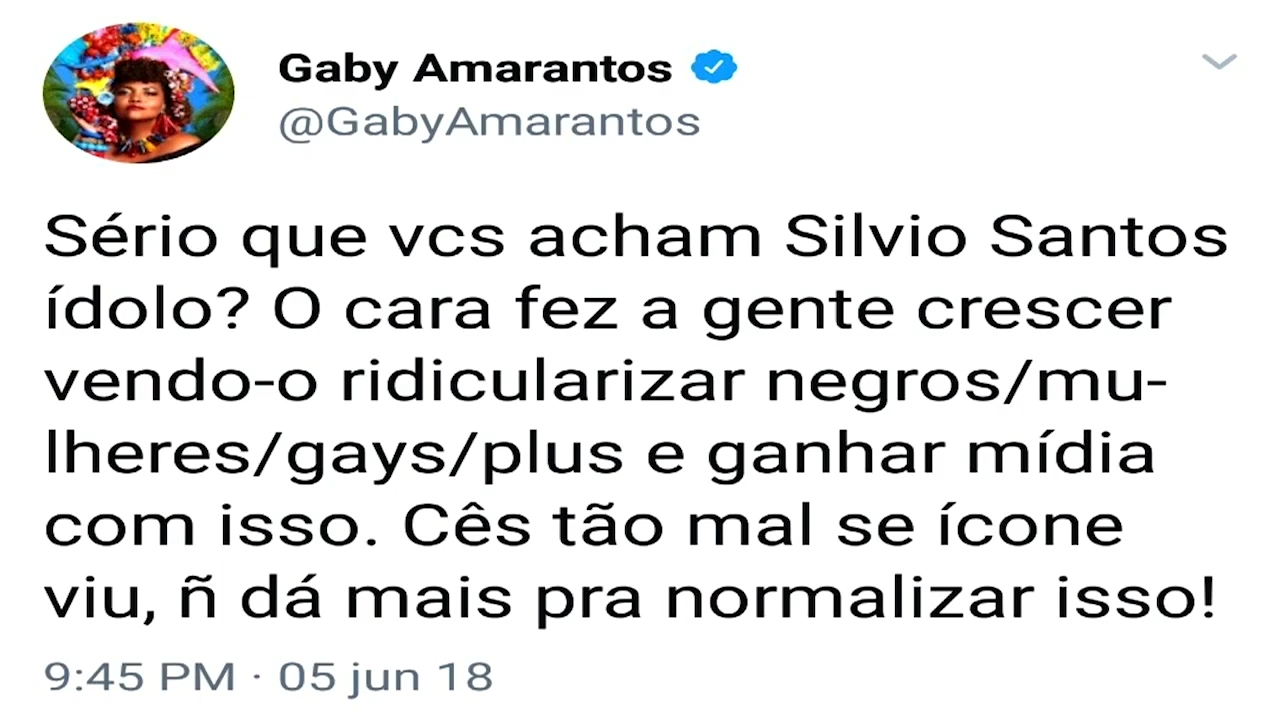 Gaby Amarantos
@GabyAmarantos
Sério que vcs acham Silvio Santos
ídolo? O cara fez a gente crescer
vendo-o ridicularizar negros/mu-
lheres/gays/plus e ganhar mídia
com isso. Cês tão mal se ícone
viu, ñ dá mais pra normalizar isso!
9:45 PM · 05 jun 18